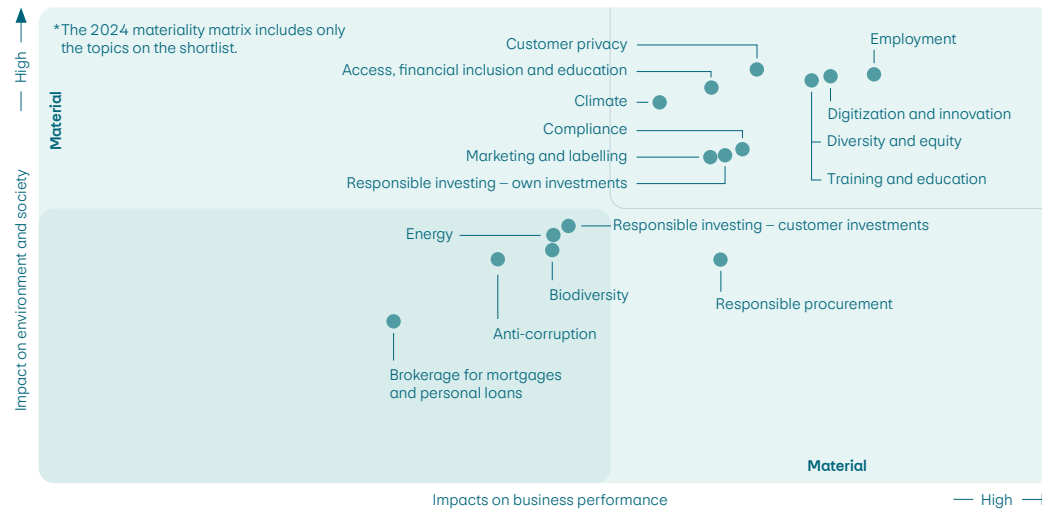 *The 2024 materiality matrix includes only
the topics on the shortlist.
High
Material
Impact on environment and society
Customer privacy
Access, financial inclusion and education
Climate
Compliance
Marketing and labelling
Responsible investing – own investments
Employment
Digitization and innovation
Diversity and equity
Training and education
Energy
Responsible investing – customer investments
Biodiversity
Responsible procurement
Anti-corruption
Brokerage for mortgages
and personal loans
Material
Impacts on business performance
High